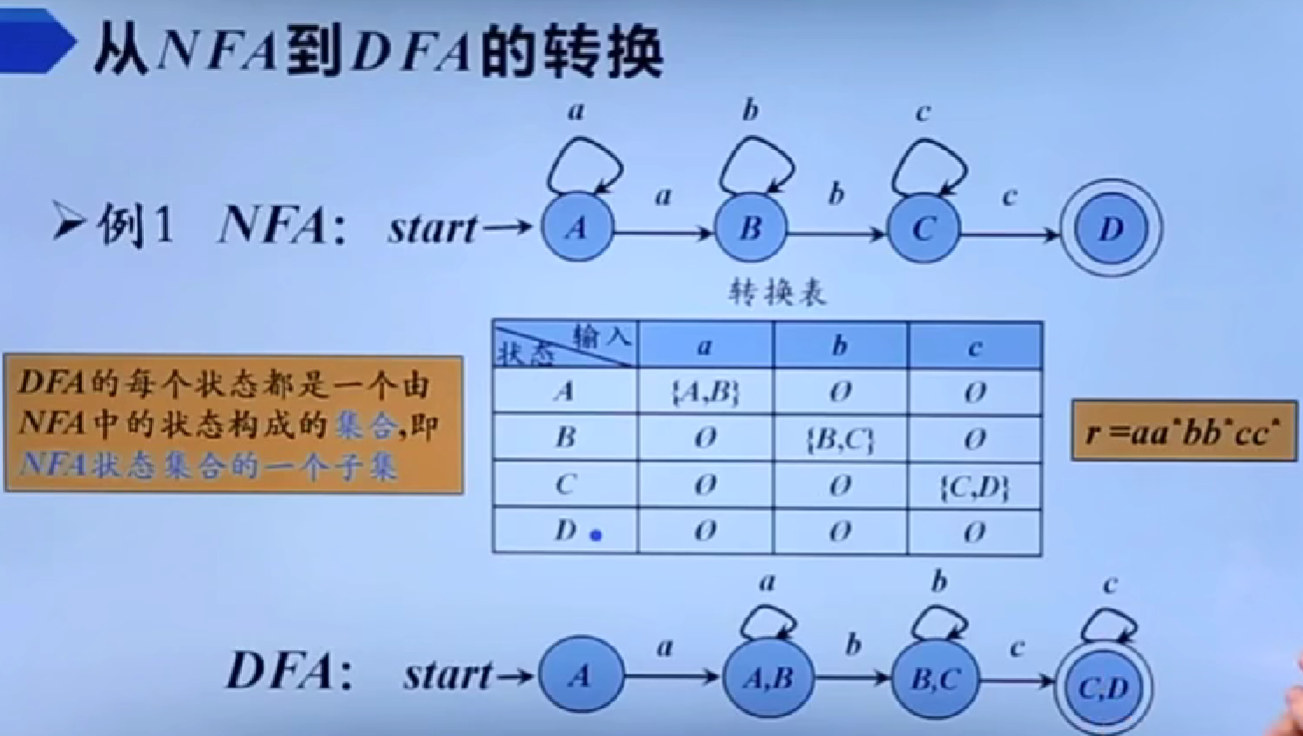 从NFA到DFA的转换
a b c
➢例1 NFA: start A a B b C c D
转换表
输入
状态 a b c
A {A,B} Ø Ø
B Ø {B,C} Ø
C Ø Ø {C,D}
D Ø Ø Ø
DFA的每个状态都是一个由
NFA中的状态构成的集合,即
NFA状态集合的一个子集
r=aa*bb*cc*
a b c
DFA: start A a A,B b B,C c C,D